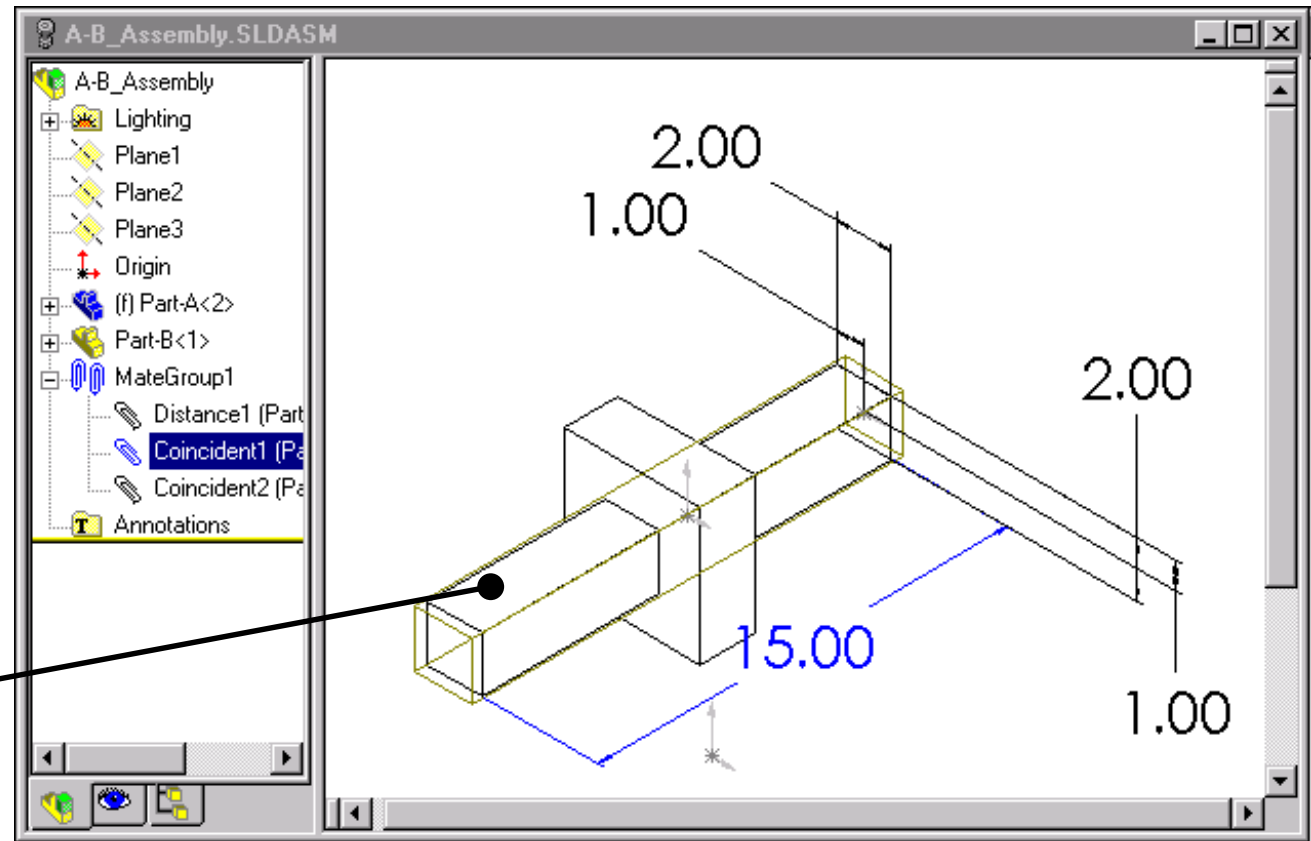 A-B_Assembly.SLDASM
A-B_Assembly
Lighting
Plane1
Plane2
Plane3
Origin
(f) Part-A<2>
Part-B<1>
MateGroup1
Distance1 (Part
Coincident1 (Pa
Coincident2 (Pa
T Annotations
2.00
1.00
2.00
15.00
1.00